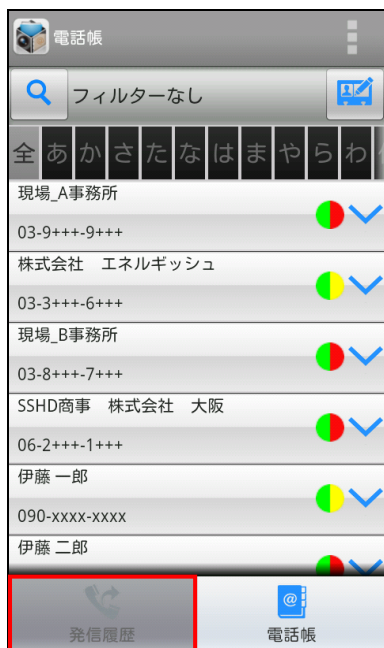 電話帳
フィルターなし
全 あ か さ た な は ま や ら わ
現場_A事務所
03-9+++-9+++
株式会社　エネルギッシュ
03-3+++-6+++
現場_B事務所
03-8+++-7+++
SSHD商事　株式会社　大阪
06-2+++-1+++
伊藤 一郎
090-xxxx-xxxx
伊藤 二郎
発信履歴 電話帳